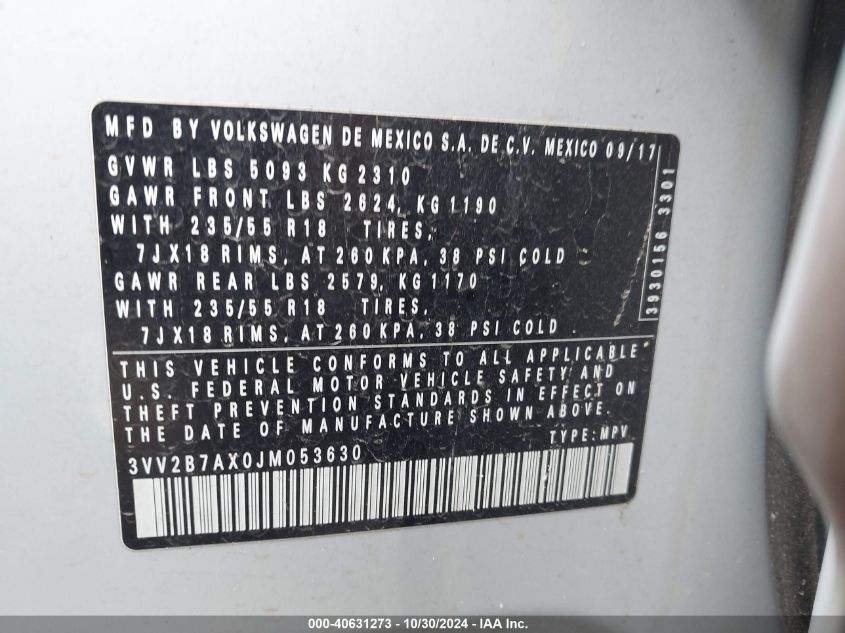 MFD BY VOLKSWAGEN DE MEXICO S.A. DE C.V. MEXICO 09/17
GVWR LBS 5093 KG 2310
GAWR FRONT LBS 2624, KG 1190
WITH 235/55 R18 TIRES,
7JX18 RIMS, AT 260 KPA, 38 PSI COLD
GAWR REAR LBS 2579, KG 1170
WITH 235/55 R18 TIRES,
7JX18 RIMS, AT 260 KPA, 38 PSI COLD
3930156 3301
THIS VEHICLE CONFORMS TO ALL APPLICABLE
U.S. FEDERAL MOTOR VEHICLE SAFETY AND
THEFT PREVENTION STANDARDS IN EFFECT ON
THE DATE OF MANUFACTURE SHOWN ABOVE.
3VV2B7AX0JM053630 TYPE: MPV
000-40631273 - 10/30/2024 - IAA Inc.